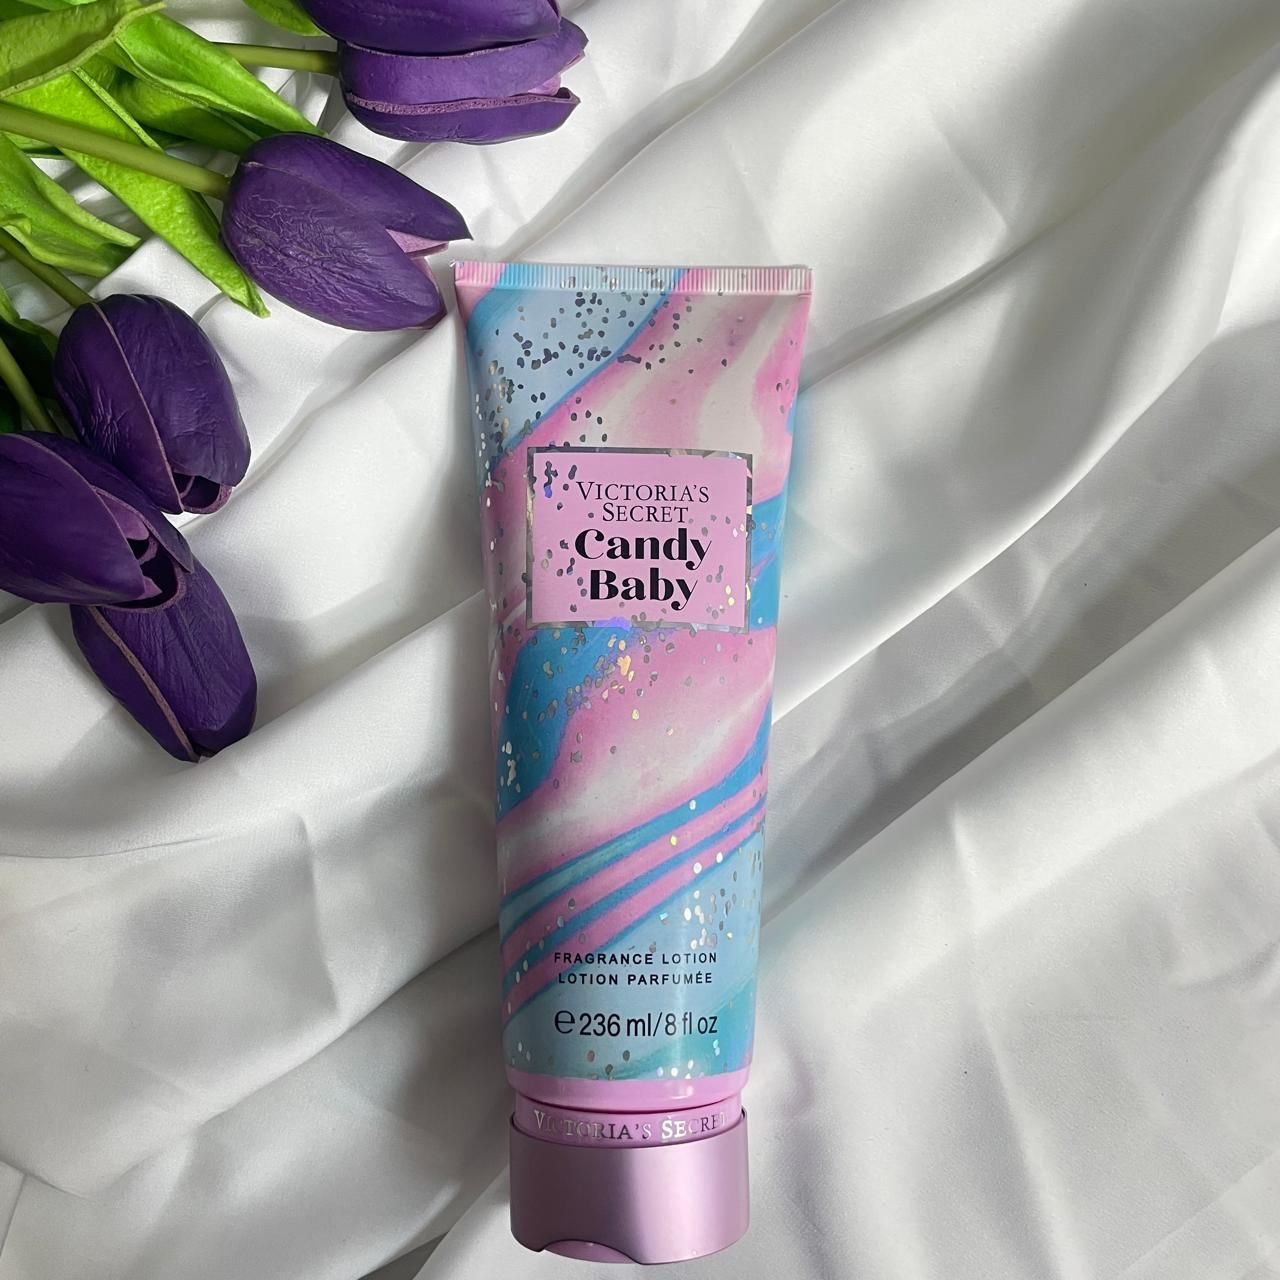 VICTORIA'S
SECRET
Candy
Baby
FRAGRANCE LOTION
LOTION PARFUMÉE
℮236 ml/8 fl oz
VICTORIA'S SECRET